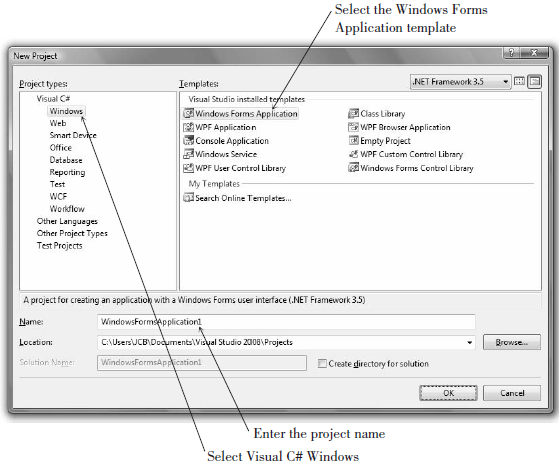 Select the Windows Forms
Application template
New Project
Project types:
Templates:
.NET Framework 3.5
Visual C#
Windows
Web
Smart Device
Office
Database
Reporting
Test
WCF
Workflow
Other Languages
Other Project Types
Test Projects
Visual Studio installed templates
Windows Forms Application
WPF Application
Console Application
Windows Service
WPF User Control Library
Class Library
WPF Browser Application
Empty Project
WPF Custom Control Library
Windows Forms Control Library
My Templates
Search Online Templates...
A project for creating an application with a Windows Forms user interface (.NET Framework 3.5)
Name:
WindowsFormsApplication1
Location:
C:\Users\JCB\Documents\Visual Studio 2008\Projects
Browse...
Solution Name:
WindowsFormsApplication1
Create directory for solution
OK
Cancel
Enter the project name
Select Visual C# Windows